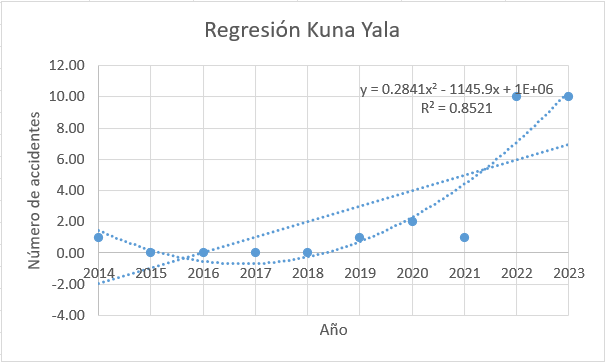 Regresión Kuna Yala
y = 0.2841x² - 1145.9x + 1E+06
R² = 0.8521
12.00
10.00
8.00
6.00
4.00
2.00
0.00
-2.00
-4.00
2014 2015 2016 2017 2018 2019 2020 2021 2022 2023
Número de accidentes
Año